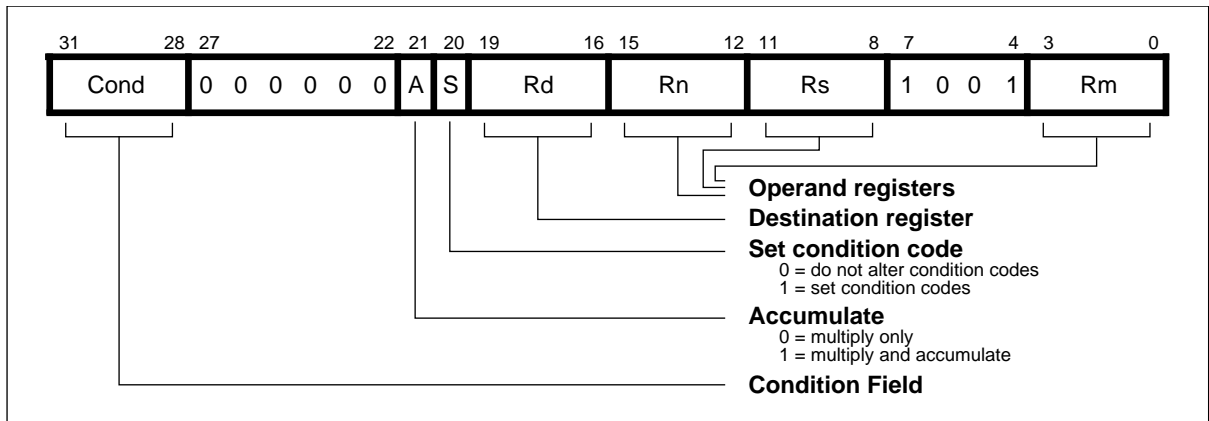 31 28 27 22 21 20 19 16 15 12 11 8 7 4 3 0
Cond 0 0 0 0 0 0 A S Rd Rn Rs 1 0 0 1 Rm
Operand registers
Destination register
Set condition code
0 = do not alter condition codes
1 = set condition codes
Accumulate
0 = multiply only
1 = multiply and accumulate
Condition Field